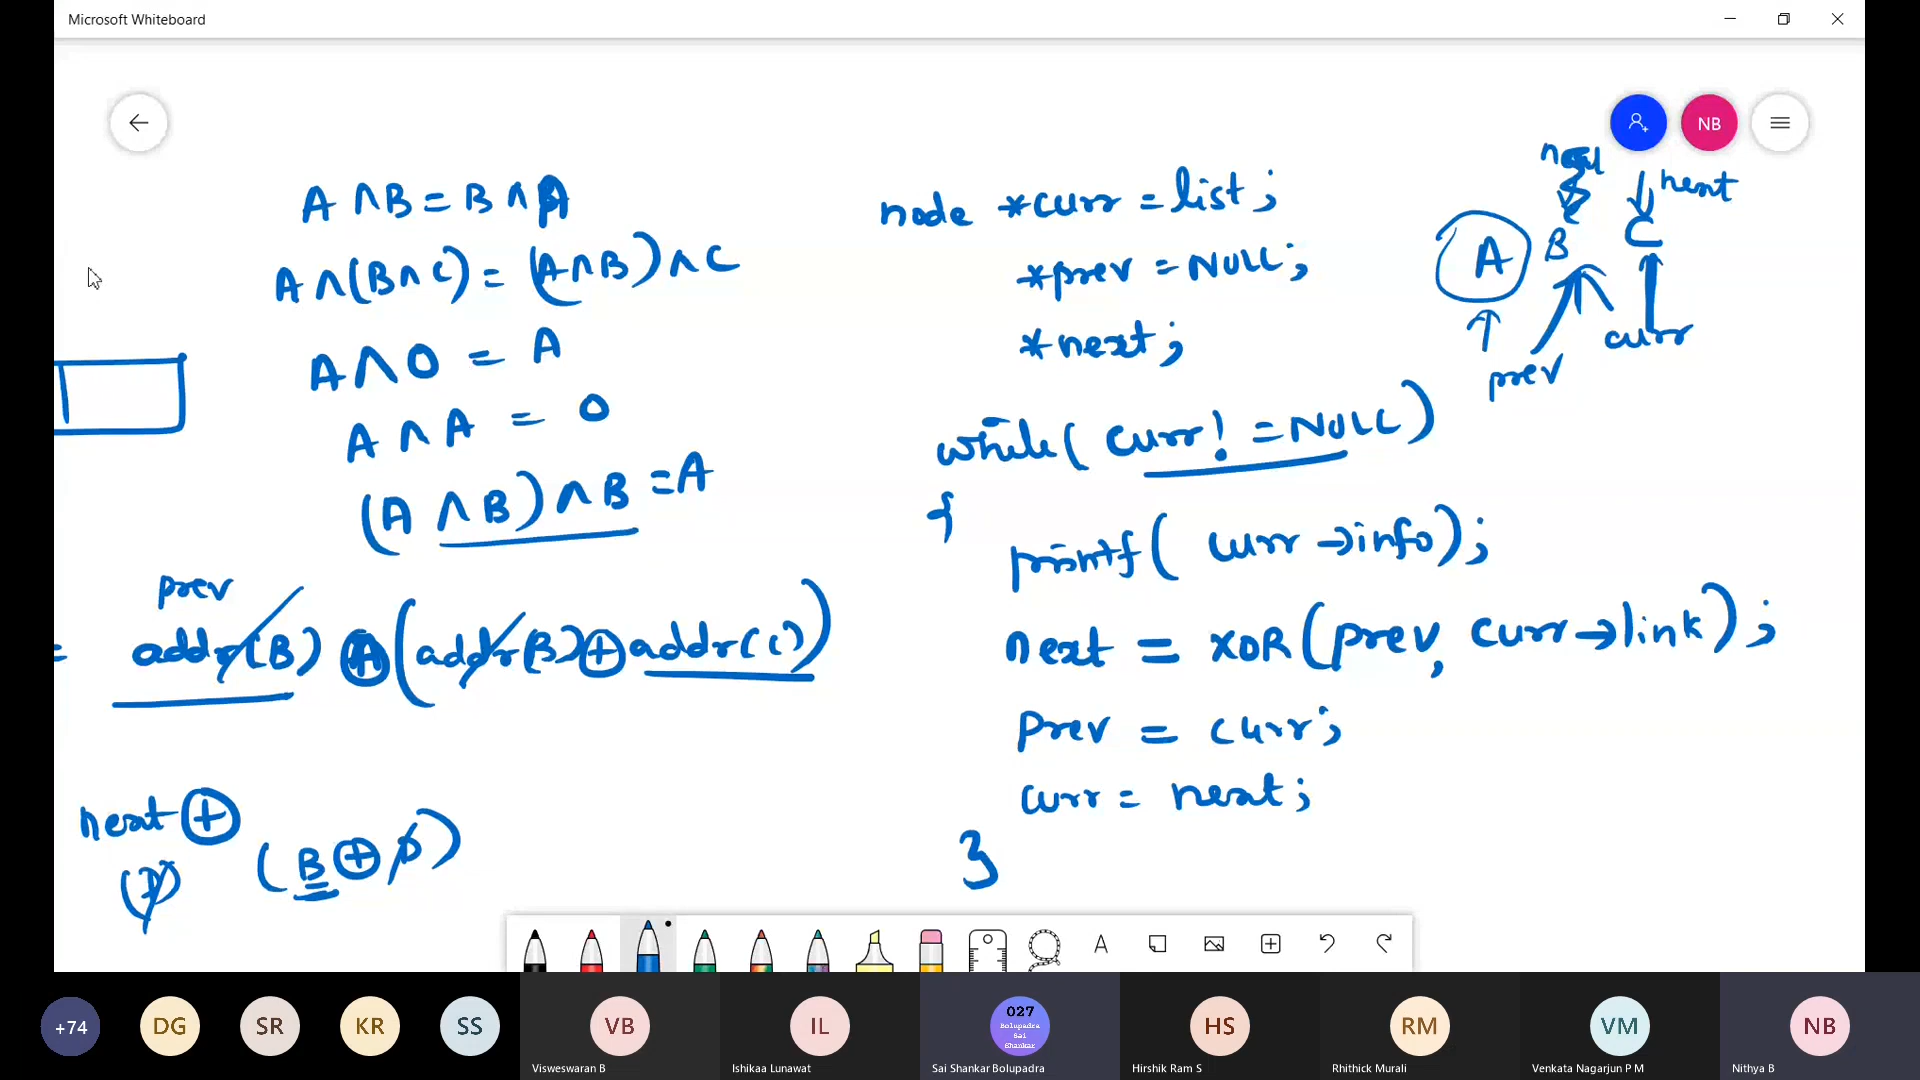 Microsoft Whiteboard
NB
A ∧ B = B ∧ A
A ∧ (B ∧ C) = (A ∧ B) ∧ C
A ∧ 0 = A
A ∧ A = 0
(A ∧ B) ∧ B = A
prev
= addr(B) ⊕ (addr(B) ⊕ addr(C))
next ⊕
(B ⊕ ϕ)
node *curr = list;
*prev = NULL;
*next;
while( curr! = NULL)
{
printf( curr → info);
next = XOR(prev, curr → link);
Prev = curr;
curr = next;
}
next
A B C
prev
curr
A
+74
DG
SR
KR
SS
VB
Visweswaran B
IL
Ishikaa Lunawat
027
Bolupadra
Sai
Shankar
Sai Shankar Bolupadra
HS
Hirshik Ram S
RM
Rhithick Murali
VM
Venkata Nagarjun P M
NB
Nithya B